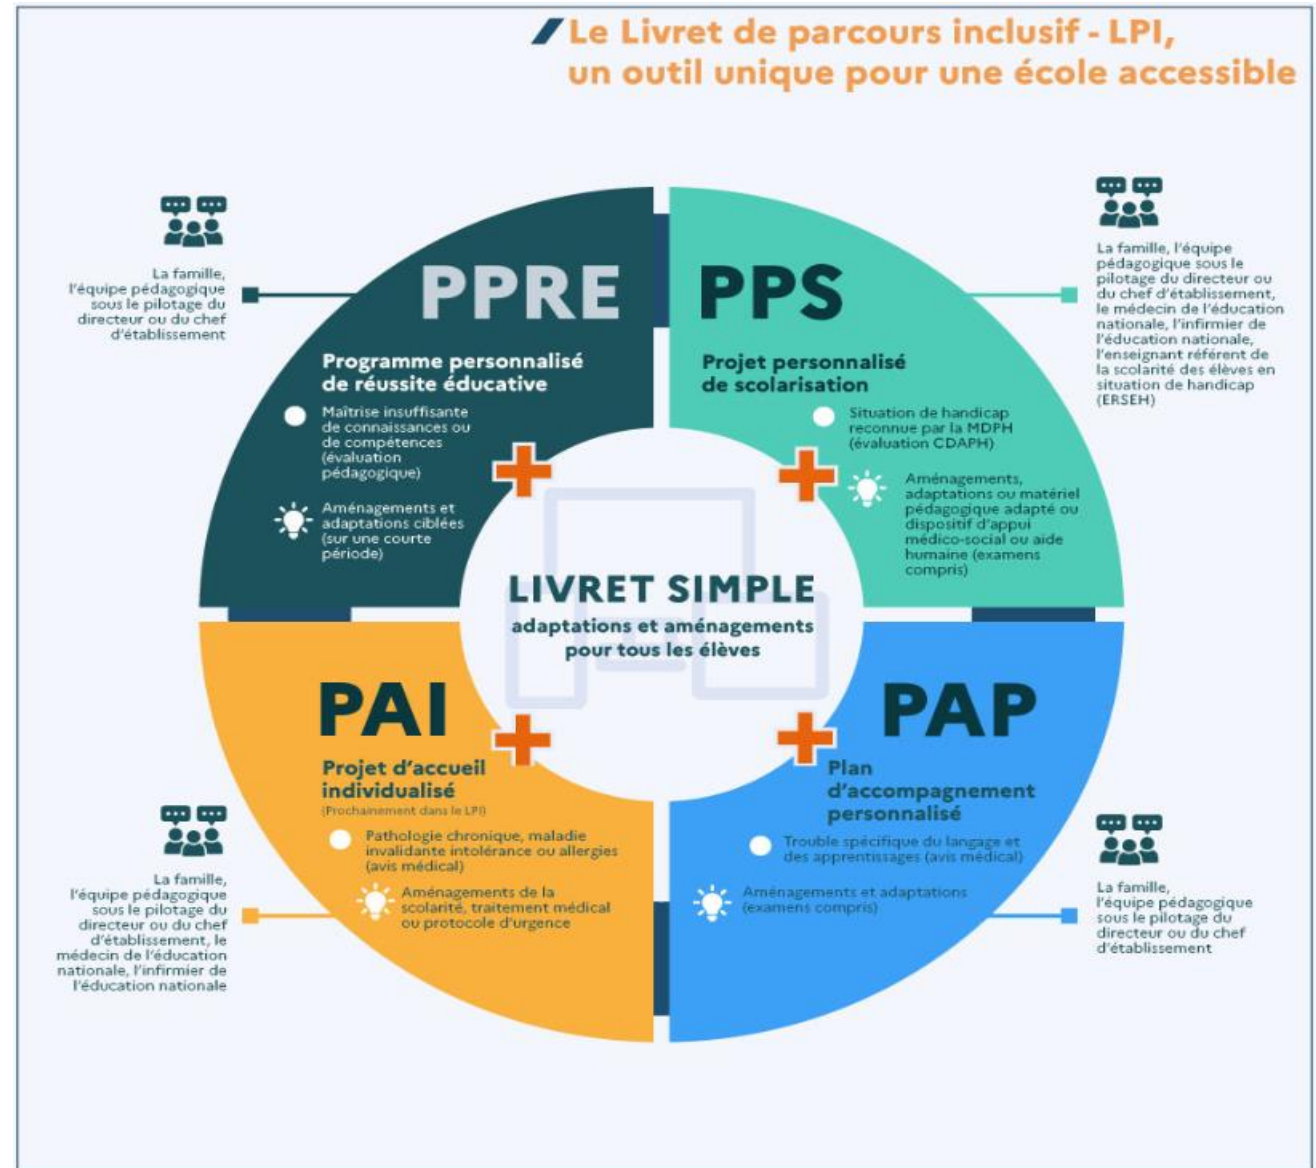 Le Livret de parcours inclusif - LPI,
un outil unique pour une école accessible
La famille,
l'équipe pédagogique
sous le pilotage du
directeur ou du chef
d'établissement
PPRE
Programme personnalisé
de réussite éducative
Maîtrise insuffisante
de connaissances ou
de compétences
(évaluation
pédagogique)
Aménagements et
adaptations ciblées
(sur une courte
période)
PPS
Projet personnalisé
de scolarisation
Situation de handicap
reconnue par la MDPH
(évaluation CDAPH)
Aménagements,
adaptations ou matériel
pédagogique adapté ou
dispositif d'appui
médico-social ou aide
humaine (examens
compris)
La famille, l'équipe
pédagogique sous le
pilotage du directeur ou
du chef d'établissement,
le médecin de l'éducation
nationale, l'infirmier de
l'éducation nationale,
l'enseignant référent de
la scolarité des élèves en
situation de handicap
(ERSEH)
LIVRET SIMPLE
adaptations et aménagements
pour tous les élèves
PAI
Projet d'accueil
individualisé
(Prochainement dans le LPI)
Pathologie chronique, maladie
invalidante intolérance ou allergies
(avis médical)
Aménagements de la
scolarité, traitement médical
ou protocole d'urgence
La famille,
l'équipe pédagogique
sous le pilotage du
directeur ou du chef
d'établissement, le
médecin de l'éducation
nationale, l'infirmier de
l'éducation nationale
PAP
Plan
d'accompagnement
personnalisé
Trouble spécifique du langage et
des apprentissages (avis médical)
Aménagements et adaptations
(examens compris)
La famille,
l'équipe pédagogique
sous le pilotage du
directeur ou du chef
d'établissement